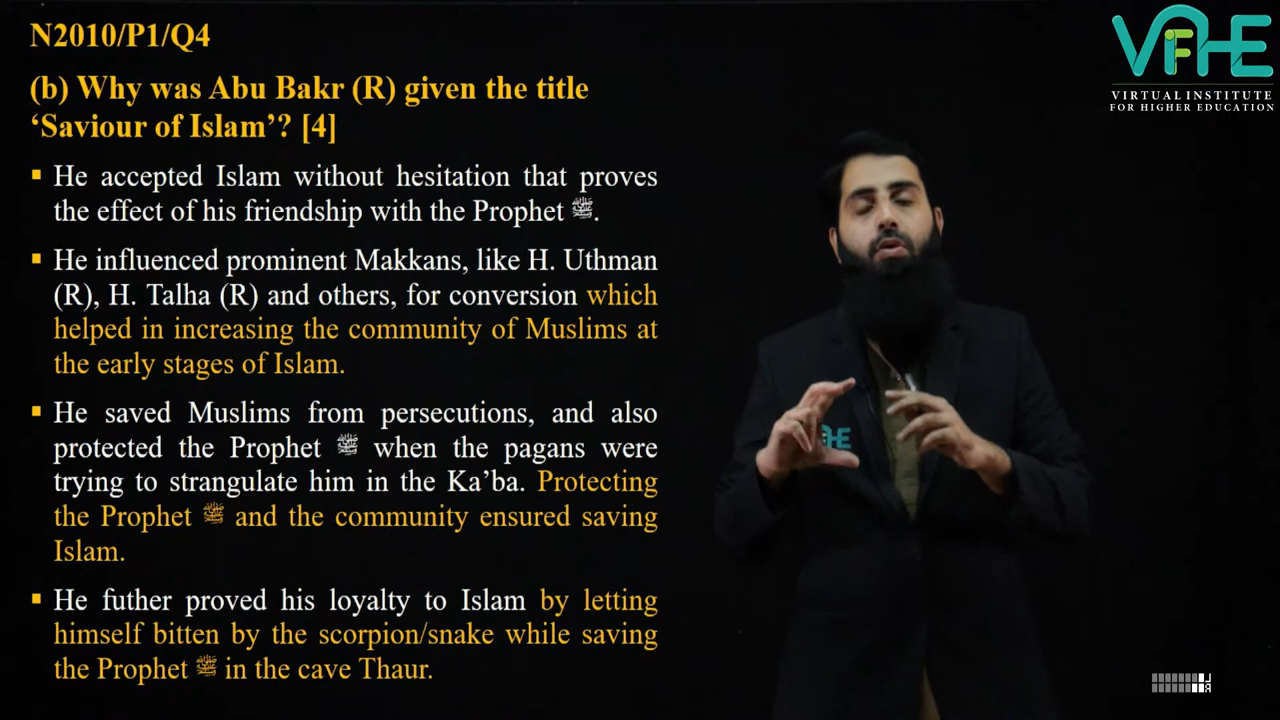 N2010/P1/Q4
(b) Why was Abu Bakr (R) given the title
‘Saviour of Islam’? [4]
▪ He accepted Islam without hesitation that proves
the effect of his friendship with the Prophet ﷺ.
▪ He influenced prominent Makkans, like H. Uthman
(R), H. Talha (R) and others, for conversion which
helped in increasing the community of Muslims at
the early stages of Islam.
▪ He saved Muslims from persecutions, and also
protected the Prophet ﷺ when the pagans were
trying to strangulate him in the Ka’ba. Protecting
the Prophet ﷺ and the community ensured saving
Islam.
▪ He futher proved his loyalty to Islam by letting
himself bitten by the scorpion/snake while saving
the Prophet ﷺ in the cave Thaur.
VIFHE
VIRTUAL INSTITUTE
FOR HIGHER EDUCATION
HE
L
R